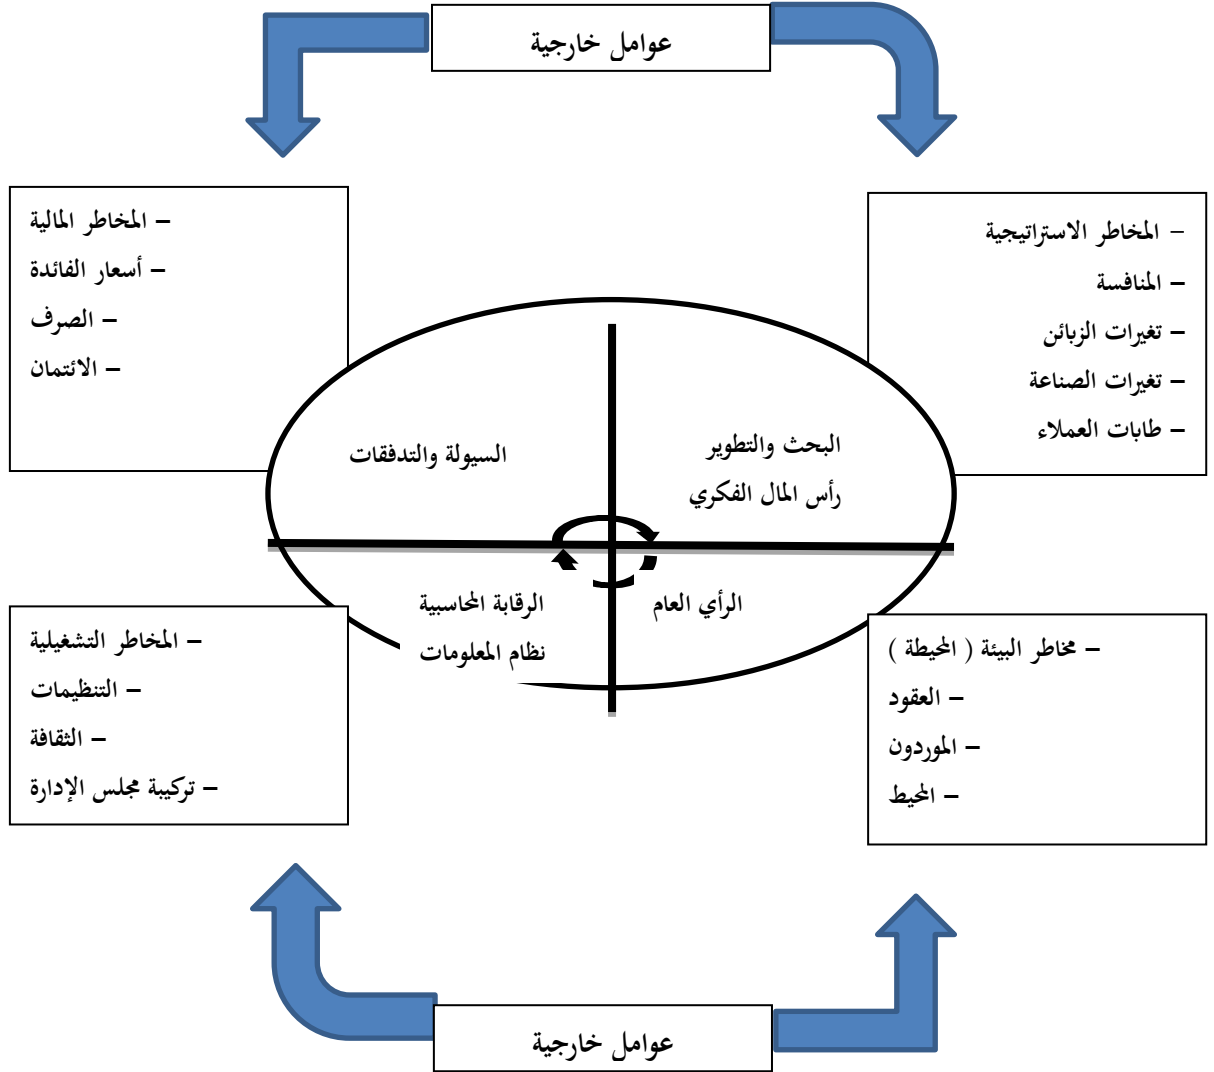 عوامل خارجية
– المخاطر الاستراتيجية
– المنافسة
– تغيرات الزبائن
– تغيرات الصناعة
– طابات العملاء
– المخاطر المالية
– أسعار الفائدة
– الصرف
– الائتمان
البحث والتطوير
رأس المال الفكري
السيولة والتدفقات
الرأي العام
الرقابة المحاسبية
نظام المعلومات
– مخاطر البيئة ( المحيطة )
– العقود
– الموردون
– المحيط
– المخاطر التشغيلية
– التنظيمات
– الثقافة
– تركيبة مجلس الإدارة
عوامل خارجية